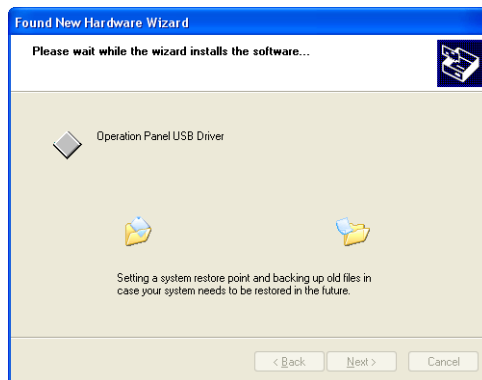 Found New Hardware Wizard
Please wait while the wizard installs the software...
Operation Panel USB Driver
Setting a system restore point and backing up old files in
case your system needs to be restored in the future.
< Back
Next >
Cancel